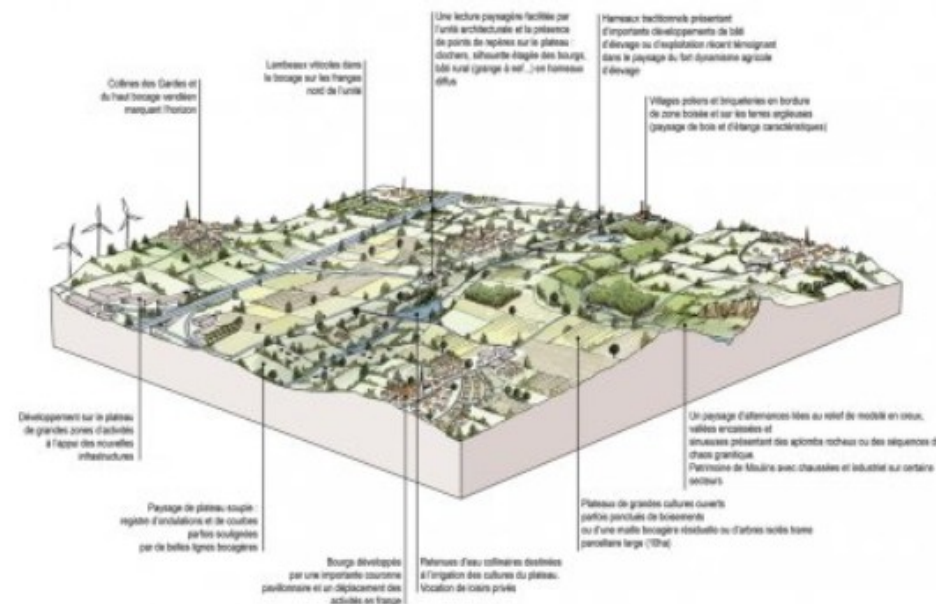 Une lecture paysagère facilitée par
l'unité architecturale et la présence
de points de repères sur le plateau :
clochers, silhouette étagée des bourgs,
bâti rural (grange à nef...) en hameaux
diffus
Hameaux traditionnels présentant
d'importants développements de bâti
d'élevage ou d'exploitation récent témoignant
dans le paysage du fort dynamisme agricole
d'élevage
Lambeaux viticoles dans
le bocage sur les franges
nord de l'unité
Collines des Gardes et
du haut bocage vendéen
marquant l'horizon
Villages potiers et briqueteries en bordure
de zone boisée et sur les terres argileuses
(paysage de bois et d'étangs caractéristiques)
Développement sur le plateau
de grandes zones d'activités
à l'appui des nouvelles
infrastructures
Un paysage d'alternances liées au relief de modelé en creux,
vallées encaissées et
sinueuses présentant des aplombs rocheux ou des séquences d
chaos granitique
Patrimoine de Moulins avec chaussées et industriel sur certains
secteurs
Paysage de plateau souple :
registre d'ondulations et de courbes
parfois soulignées
par de belles lignes bocagères
Plateaux de grandes cultures ouverts
parfois ponctués de boisements
ou d'une maille bocagère résiduelle ou d'arbres isolés trame
parcellaire large (10ha)
Bourgs développés
par une importante couronne
pavillonnaire et un déplacement des
activités en frange
Retenues d'eau collinaires destinées
à l'irrigation des cultures du plateau.
Vocation de loisirs privés